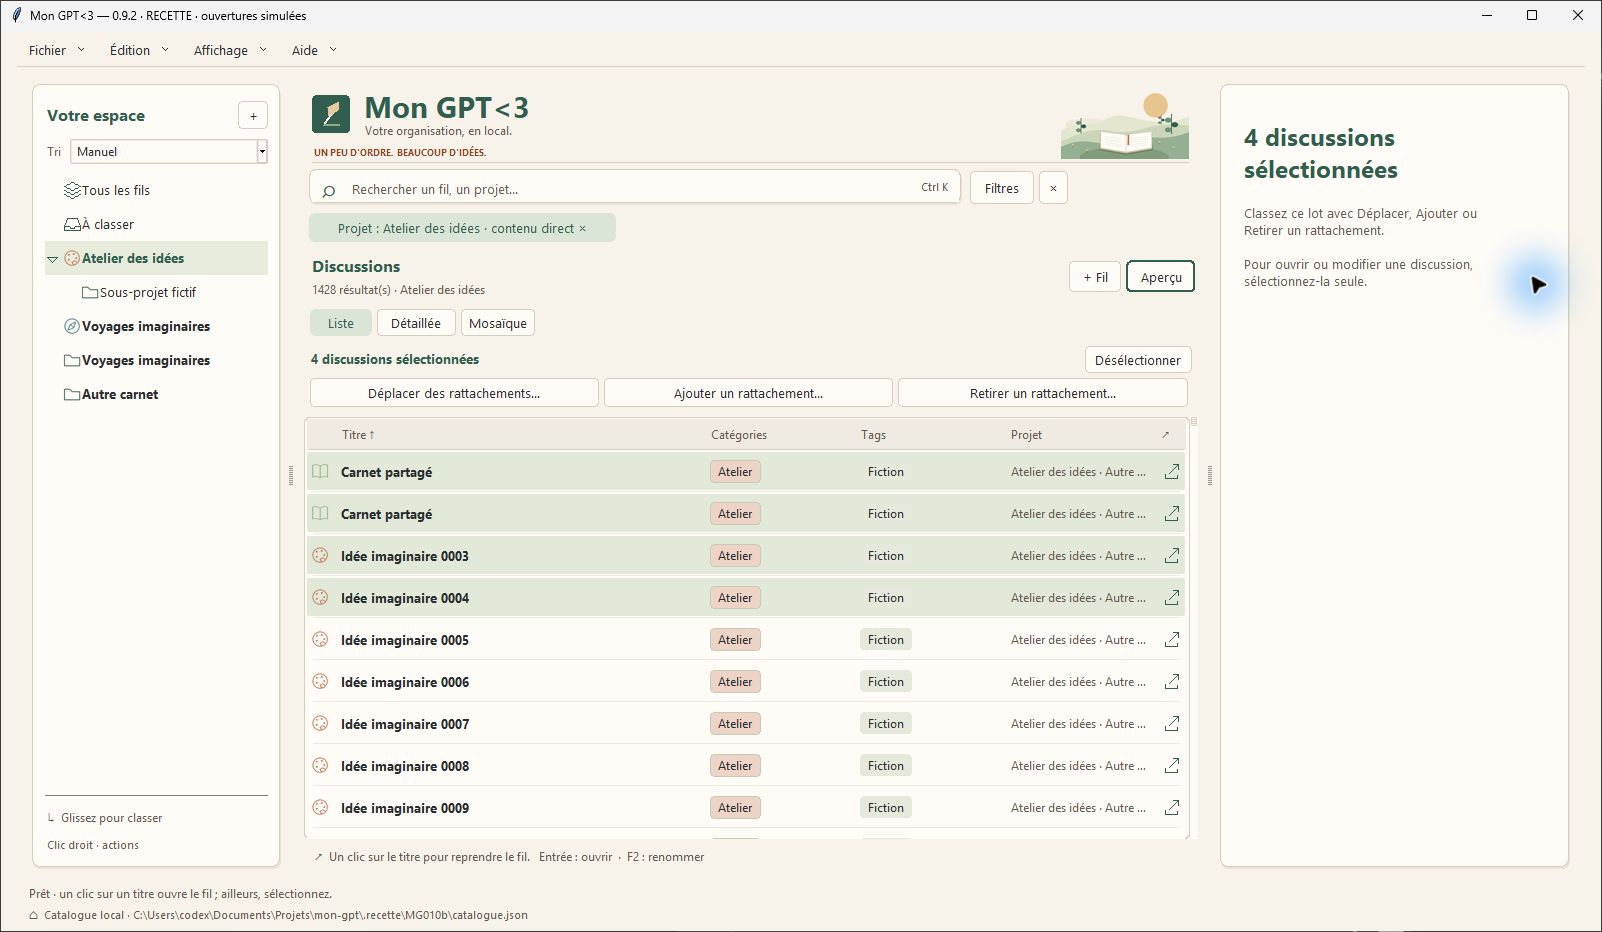 Mon GPT<3 — 0.9.2 · RECETTE · ouvertures simulées
Fichier Édition Affichage Aide
Votre espace +
Tri Manuel
Tous les fils
À classer
Atelier des idées
Sous-projet fictif
Voyages imaginaires
Voyages imaginaires
Autre carnet
Glissez pour classer
Clic droit · actions
Mon GPT<3
Votre organisation, en local.
UN PEU D'ORDRE. BEAUCOUP D'IDÉES.
Rechercher un fil, un projet... Ctrl K Filtres ×
Projet : Atelier des idées · contenu direct ×
Discussions
1428 résultat(s) · Atelier des idées
+ Fil Aperçu
Liste Détaillée Mosaïque
4 discussions sélectionnées Désélectionner
Déplacer des rattachements... Ajouter un rattachement... Retirer un rattachement...
Titre ↑ Catégories Tags Projet ↗
Carnet partagé Atelier Fiction Atelier des idées · Autre ...
Carnet partagé Atelier Fiction Atelier des idées · Autre ...
Idée imaginaire 0003 Atelier Fiction Atelier des idées · Autre ...
Idée imaginaire 0004 Atelier Fiction Atelier des idées · Autre ...
Idée imaginaire 0005 Atelier Fiction Atelier des idées · Autre ...
Idée imaginaire 0006 Atelier Fiction Atelier des idées · Autre ...
Idée imaginaire 0007 Atelier Fiction Atelier des idées · Autre ...
Idée imaginaire 0008 Atelier Fiction Atelier des idées · Autre ...
Idée imaginaire 0009 Atelier Fiction Atelier des idées · Autre ...
↗ Un clic sur le titre pour reprendre le fil. Entrée : ouvrir · F2 : renommer
4 discussions
sélectionnées
Classez ce lot avec Déplacer, Ajouter ou
Retirer un rattachement.
Pour ouvrir ou modifier une discussion,
sélectionnez-la seule.
Prêt · un clic sur un titre ouvre le fil ; ailleurs, sélectionnez.
Catalogue local · C:\Users\codex\Documents\Projets\mon-gpt\.recette\MG010b\catalogue.json